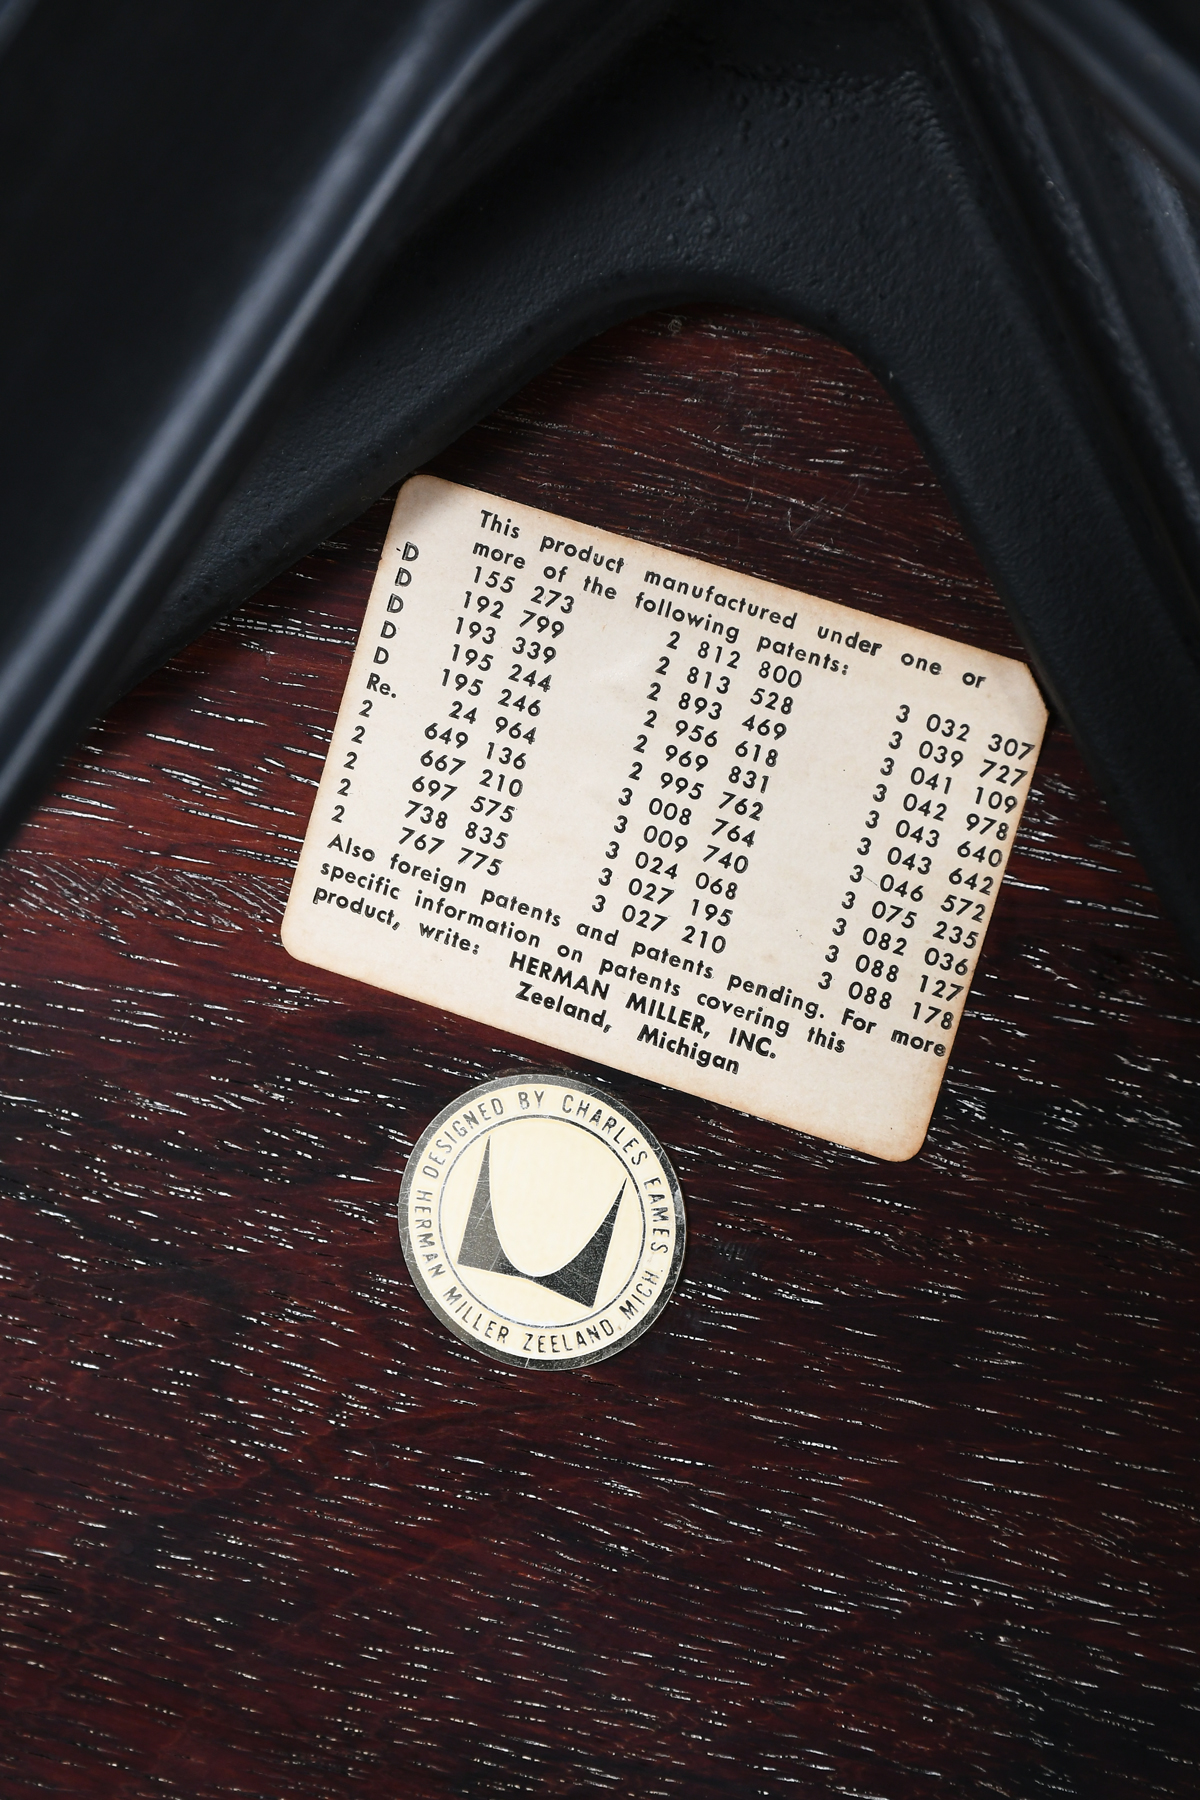 This product manufactured under one or
more of the following patents:
D 155 273 2 812 800 3 032 307
D 192 799 2 813 528 3 039 727
D 193 339 2 893 469 3 041 109
D 195 244 2 956 618 3 042 978
D 195 246 2 969 831 3 043 640
Re. 24 964 2 995 762 3 043 642
2 649 136 3 008 764 3 046 572
2 667 210 3 009 740 3 075 235
2 697 575 3 024 068 3 082 036
2 738 835 3 027 195 3 088 127
2 767 775 3 027 210 3 088 178
Also foreign patents and patents pending. For more
specific information on patents covering this
product, write:
HERMAN MILLER, INC.
Zeeland, Michigan
DESIGNED BY CHARLES EAMES
HERMAN MILLER ZEELAND, MICH.